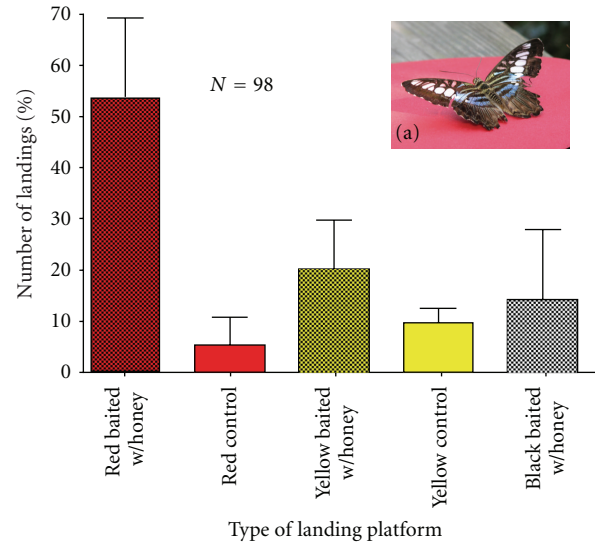 70
60
50
40
30
20
10
0
Number of landings (%)
N = 98
(a)
Red baited
w/honey
Red control
Yellow baited
w/honey
Yellow control
Black baited
w/honey
Type of landing platform